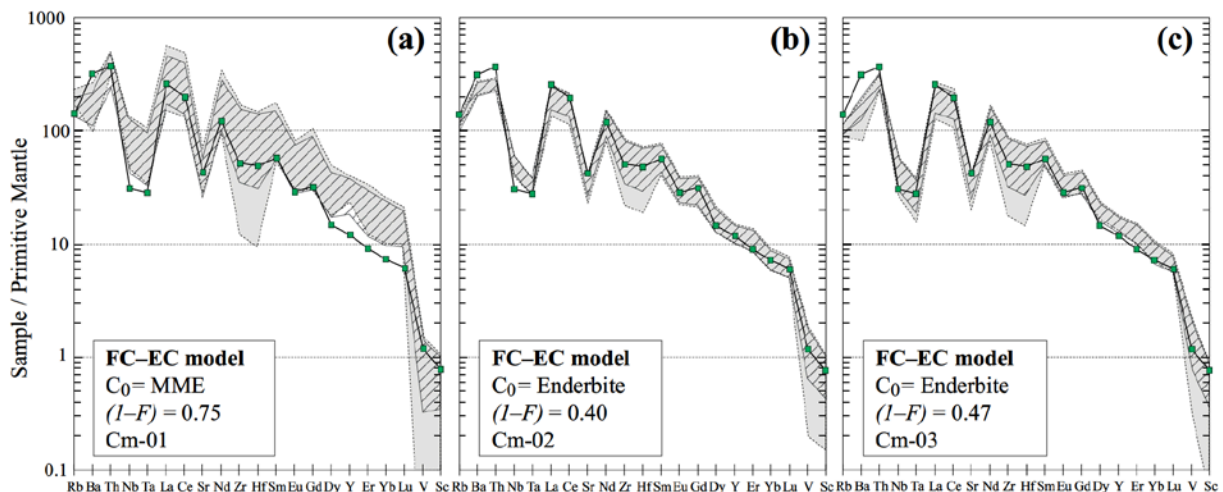 1000
100
10
1
0.1
Sample / Primitive Mantle
(a)
FC–EC model
C₀= MME
(1–F) = 0.75
Cm-01
Rb Ba Th Nb Ta La Ce Sr Nd Zr Hf Sm Eu Gd Dy Y Er Yb Lu V Sc
(b)
FC–EC model
C₀= Enderbite
(1–F) = 0.40
Cm-02
Rb Ba Th Nb Ta La Ce Sr Nd Zr Hf Sm Eu Gd Dy Y Er Yb Lu V Sc
(c)
FC–EC model
C₀= Enderbite
(1–F) = 0.47
Cm-03
Rb Ba Th Nb Ta La Ce Sr Nd Zr Hf Sm Eu Gd Dy Y Er Yb Lu V Sc